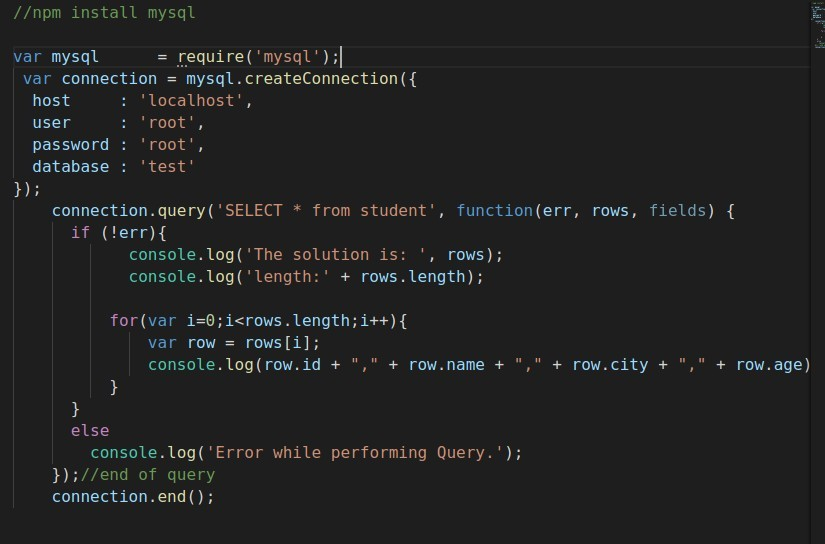 //npm install mysql
var mysql      = require('mysql');
 var connection = mysql.createConnection({
  host     : 'localhost',
  user     : 'root',
  password : 'root',
  database : 'test'
});
    connection.query('SELECT * from student', function(err, rows, fields) {
      if (!err){
            console.log('The solution is: ', rows);
            console.log('length:' + rows.length);
          for(var i=0;i<rows.length;i++){
              var row = rows[i];
              console.log(row.id + "," + row.name + "," + row.city + "," + row.age)
          }
      }
      else
        console.log('Error while performing Query.');
    });//end of query
    connection.end();